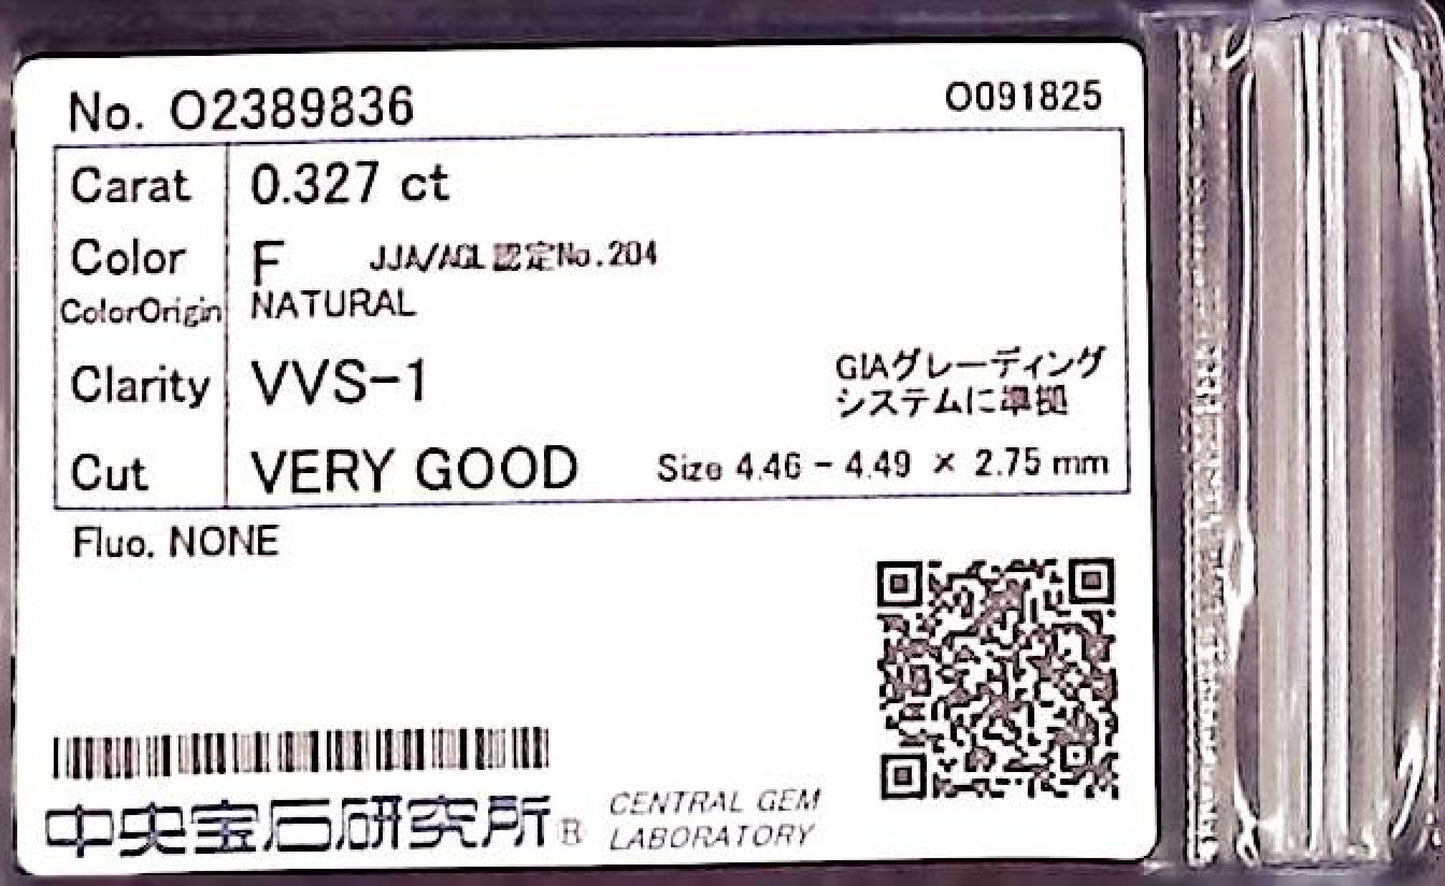 No. O2389836
O091825
Carat 0.327 ct
Color F JJA/AGL認定No.204
ColorOrigin NATURAL
Clarity VVS-1
GIAグレーディング
システムに準拠
Cut VERY GOOD Size 4.46 - 4.49 × 2.75 mm
Fluo. NONE
中央宝石研究所® CENTRAL GEM
LABORATORY